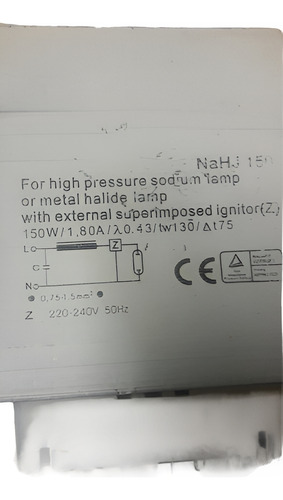 NaHJ 150
For high pressure sodium lamp
or metal halide lamp
with external superimposed ignitor(Z)
150W/1,80A/λ0.43/tw130/Δt75
L
Z
C
N
CE
0,75-1.5mm²
Z 220-240V 50Hz